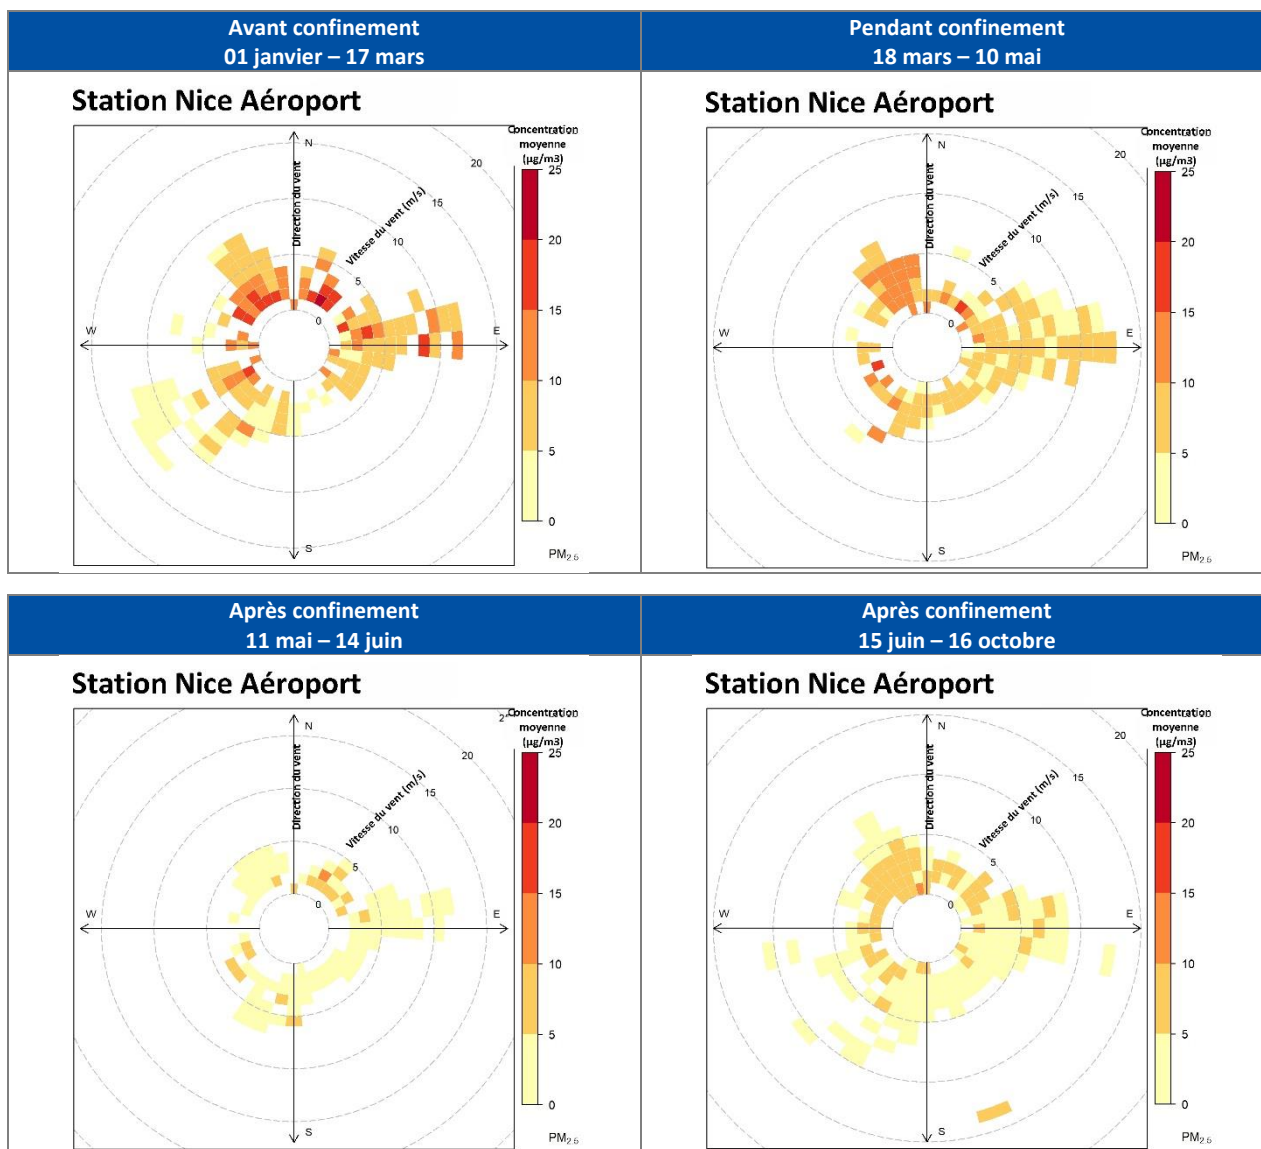 Avant confinement
01 janvier – 17 mars
Pendant confinement
18 mars – 10 mai
Station Nice Aéroport
Concentration
moyenne
(µg/m3)
N
E
S
W
Direction du vent
Vitesse du vent (m/s)
0
5
10
15
20
25
20
15
10
5
0
PM2.5
Station Nice Aéroport
Concentration
moyenne
(µg/m3)
N
E
S
W
Direction du vent
Vitesse du vent (m/s)
0
5
10
15
20
25
20
15
10
5
0
PM2.5
Après confinement
11 mai – 14 juin
Après confinement
15 juin – 16 octobre
Station Nice Aéroport
Concentration
moyenne
(µg/m3)
N
E
S
W
Direction du vent
Vitesse du vent (m/s)
0
5
10
15
20
25
20
15
10
5
0
PM2.5
Station Nice Aéroport
Concentration
moyenne
(µg/m3)
N
E
S
W
Direction du vent
Vitesse du vent (m/s)
0
5
10
15
20
25
20
15
10
5
0
PM2.5